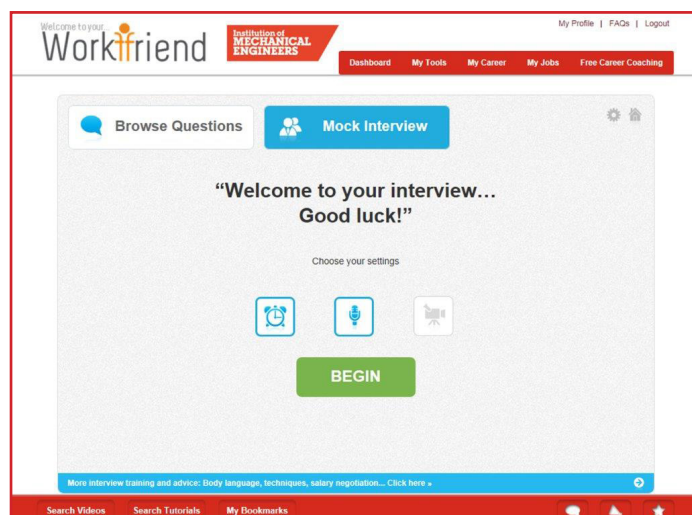 Welcome to your
Workfriend
Institution of
MECHANICAL
ENGINEERS
My Profile | FAQs | Logout
Dashboard My Tools My Career My Jobs Free Career Coaching
Browse Questions
Mock Interview
“Welcome to your interview…
Good luck!”
Choose your settings
BEGIN
More interview training and advice: Body language, techniques, salary negotiation... Click here »
Search Videos Search Tutorials My Bookmarks